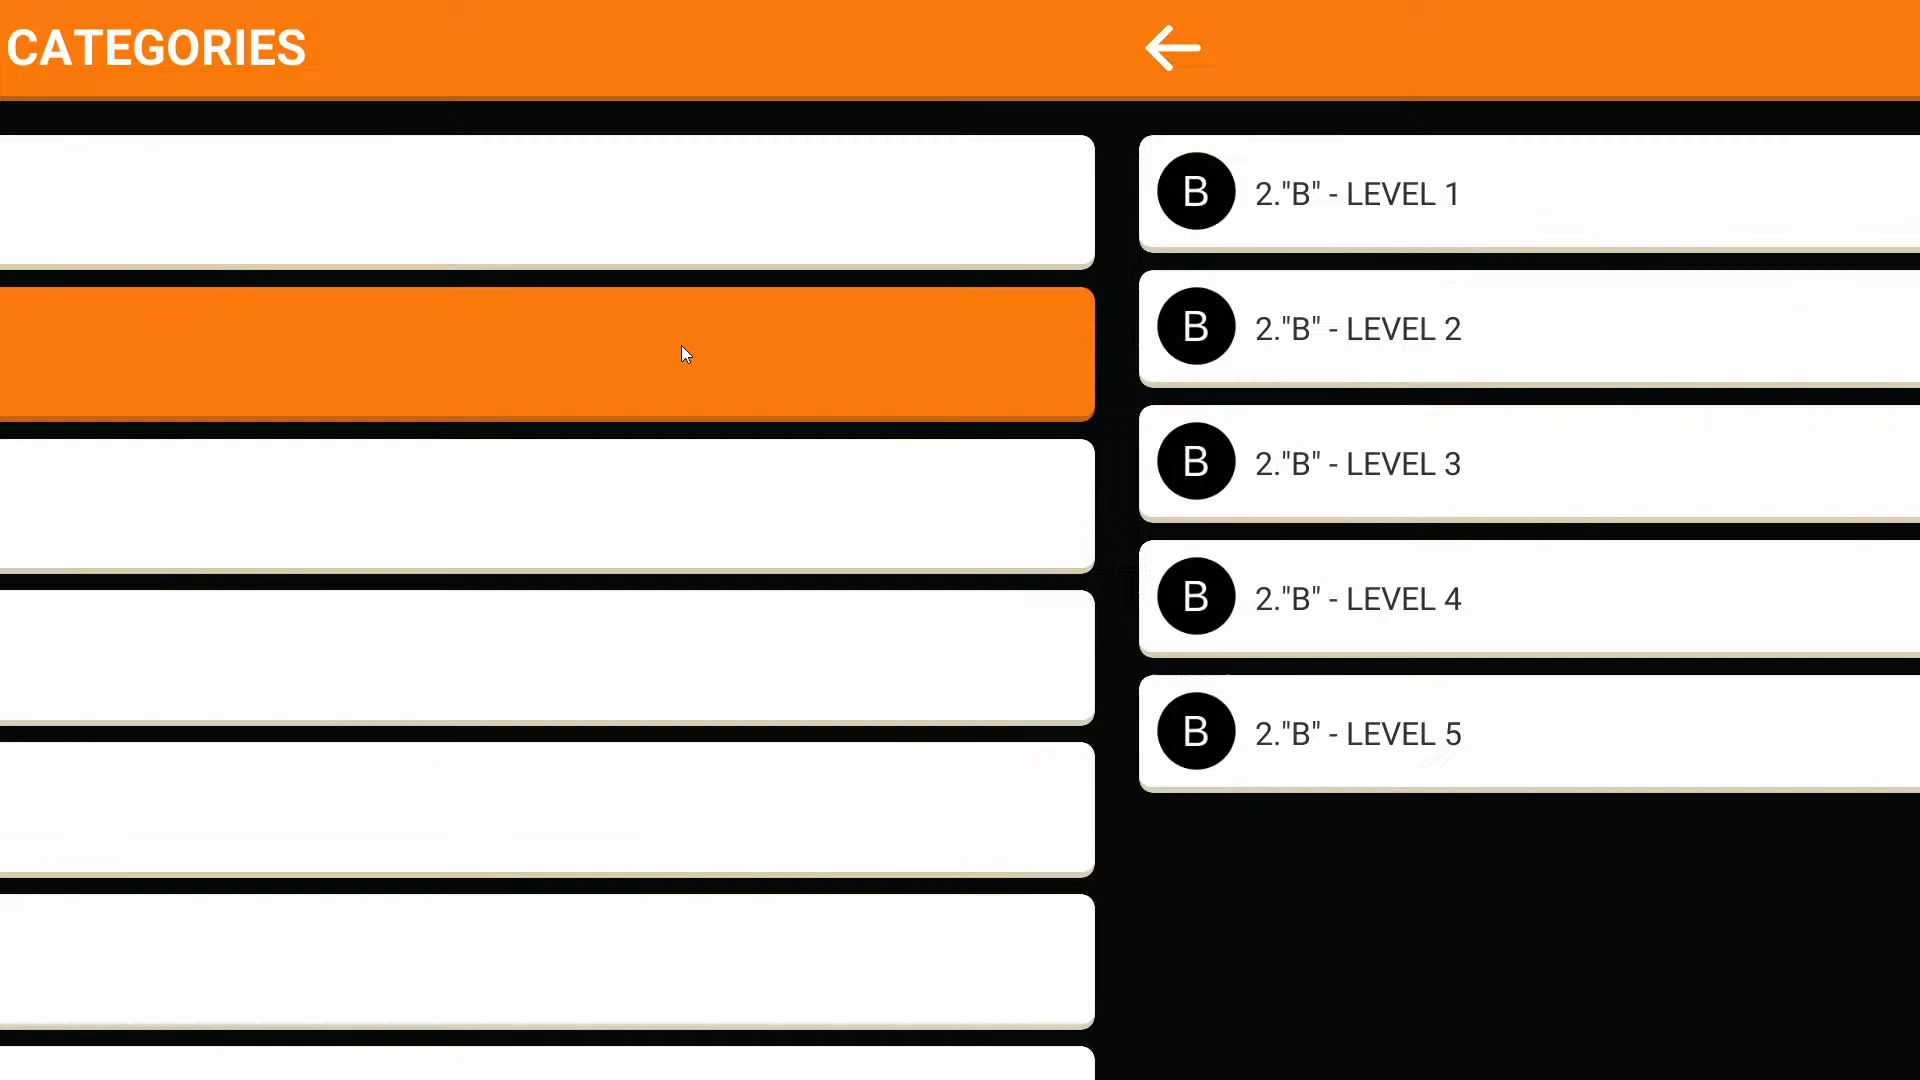 CATEGORIES
B 2."B" - LEVEL 1
B 2."B" - LEVEL 2
B 2."B" - LEVEL 3
B 2."B" - LEVEL 4
B 2."B" - LEVEL 5